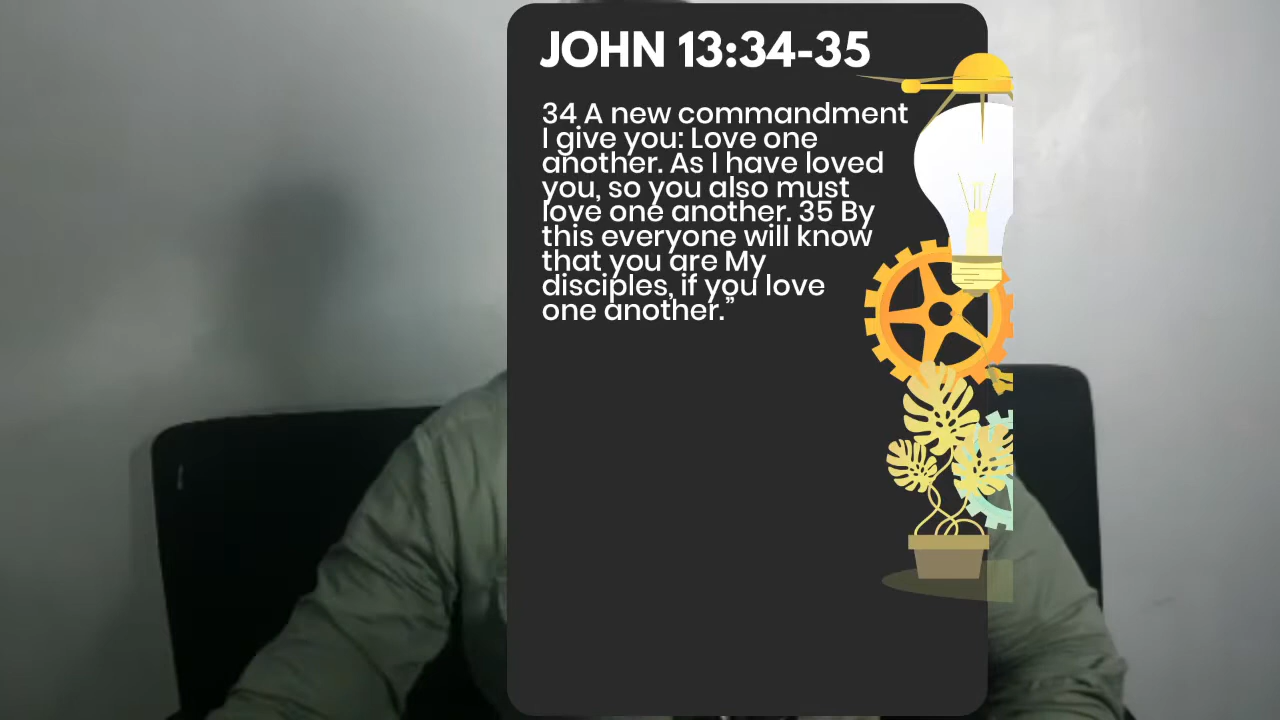 JOHN 13:34-35
34 A new commandment
I give you: Love one
another. As I have loved
you, so you also must
love one another. 35 By
this everyone will know
that you are My
disciples, if you love
one another.”